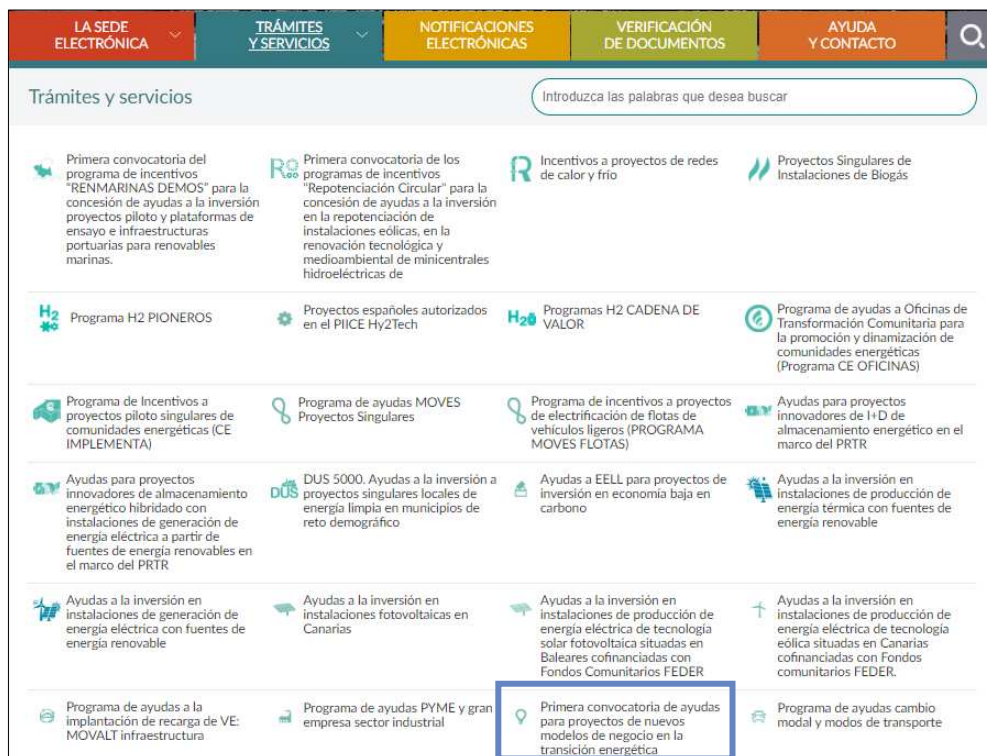 LA SEDE
ELECTRÓNICA
TRÁMITES
Y SERVICIOS
NOTIFICACIONES
ELECTRÓNICAS
VERIFICACIÓN
DE DOCUMENTOS
AYUDA
Y CONTACTO
Trámites y servicios
Introduzca las palabras que desea buscar
Primera convocatoria del
programa de incentivos
"RENMARINAS DEMOS" para la
concesión de ayudas a la inversión
proyectos piloto y plataformas de
ensayo e infraestructuras
portuarias para renovables
marinas.
Primera convocatoria de los
programas de incentivos
"Repotenciación Circular" para la
concesión de ayudas a la inversión
en la repotenciación de
instalaciones eólicas, en la
renovación tecnológica y
medioambiental de minicentrales
hidroeléctricas de
Incentivos a proyectos de redes
de calor y frío
Proyectos Singulares de
Instalaciones de Biogás
H2
Programa H2 PIONEROS
Proyectos españoles autorizados
en el PIICE Hy2Tech
H2
Programas H2 CADENA DE
VALOR
Programa de ayudas a Oficinas de
Transformación Comunitaria para
la promoción y dinamización de
comunidades energéticas
(Programa CE OFICINAS)
Programa de Incentivos a
proyectos piloto singulares de
comunidades energéticas (CE
IMPLEMENTA)
Programa de ayudas MOVES
Proyectos Singulares
Programa de incentivos a proyectos
de electrificación de flotas de
vehículos ligeros (PROGRAMA
MOVES FLOTAS)
Ayudas para proyectos
innovadores de I+D de
almacenamiento energético en el
marco del PRTR
Ayudas para proyectos
innovadores de almacenamiento
energético hibridado con
instalaciones de generación de
energía eléctrica a partir de
fuentes de energía renovables en
el marco del PRTR
DUS
DUS 5000. Ayudas a la inversión a
proyectos singulares locales de
energía limpia en municipios de
reto demográfico
Ayudas a EELL para proyectos de
inversión en economía baja en
carbono
Ayudas a la inversión en
instalaciones de producción de
energía térmica con fuentes de
energía renovable
Ayudas a la inversión en
instalaciones de generación de
energía eléctrica con fuentes de
energía renovable
Ayudas a la inversión en
instalaciones fotovoltaicas en
Canarias
Ayudas a la inversión en
instalaciones de producción de
energía eléctrica de tecnología
solar fotovoltaica situadas en
Baleares cofinanciadas con
Fondos Comunitarios FEDER
Ayudas a la inversión en
instalaciones de producción de
energía eléctrica de tecnología
eólica situadas en Canarias
cofinanciadas con Fondos
comunitarios FEDER.
Programa de ayudas a la
implantación de recarga de VE:
MOVALT infraestructura
Programa de ayudas PYME y gran
empresa sector industrial
Primera convocatoria de ayudas
para proyectos de nuevos
modelos de negocio en la
transición energética
Programa de ayudas cambio
modal y modos de transporte